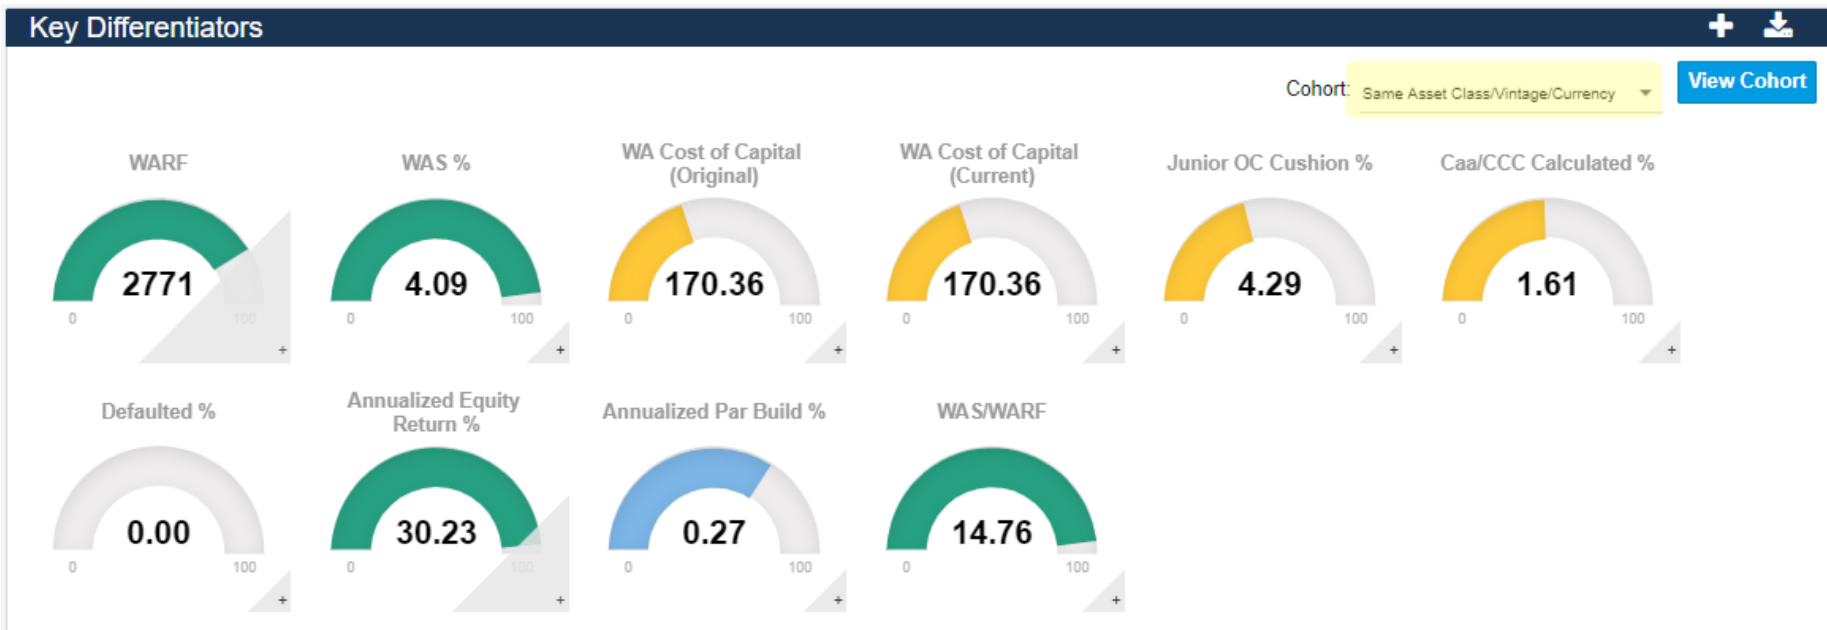 Key Differentiators
Cohort: Same Asset Class/Vintage/Currency
View Cohort
WARF
2771
0 100
+
WAS %
4.09
0 100
+
WA Cost of Capital
(Original)
170.36
0 100
+
WA Cost of Capital
(Current)
170.36
0 100
+
Junior OC Cushion %
4.29
0 100
+
Caa/CCC Calculated %
1.61
0 100
+
Defaulted %
0.00
0 100
+
Annualized Equity
Return %
30.23
0 100
+
Annualized Par Build %
0.27
0 100
+
WAS/WARF
14.76
0 100
+